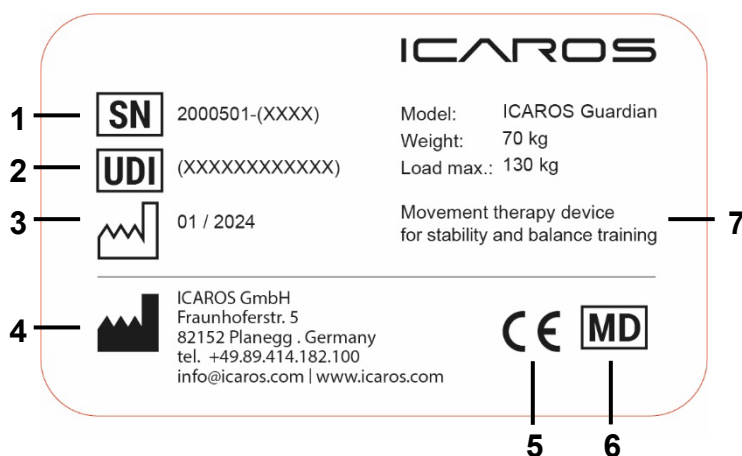 ICAROS
1
SN
2000501-(XXXX)
2
UDI
(XXXXXXXXXXXX)
3
01 / 2024
Model: ICAROS Guardian
Weight: 70 kg
Load max.: 130 kg
Movement therapy device
for stability and balance training
7
4
ICAROS GmbH
Fraunhoferstr. 5
82152 Planegg . Germany
tel. +49.89.414.182.100
info@icaros.com | www.icaros.com
CE
MD
5
6